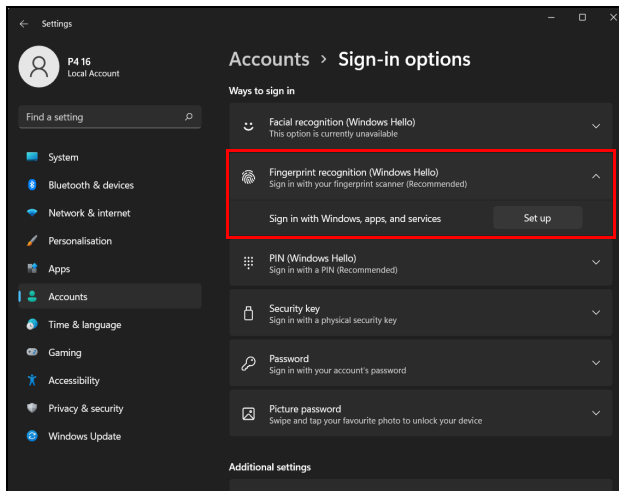 Settings
P4 16
Local Account
Find a setting
System
Bluetooth & devices
Network & internet
Personalisation
Apps
Accounts
Time & language
Gaming
Accessibility
Privacy & security
Windows Update
Accounts > Sign-in options
Ways to sign in
Facial recognition (Windows Hello)
This option is currently unavailable
Fingerprint recognition (Windows Hello)
Sign in with your fingerprint scanner (Recommended)
Sign in with Windows, apps, and services
Set up
PIN (Windows Hello)
Sign in with a PIN (Recommended)
Security key
Sign in with a physical security key
Password
Sign in with your account's password
Picture password
Swipe and tap your favourite photo to unlock your device
Additional settings